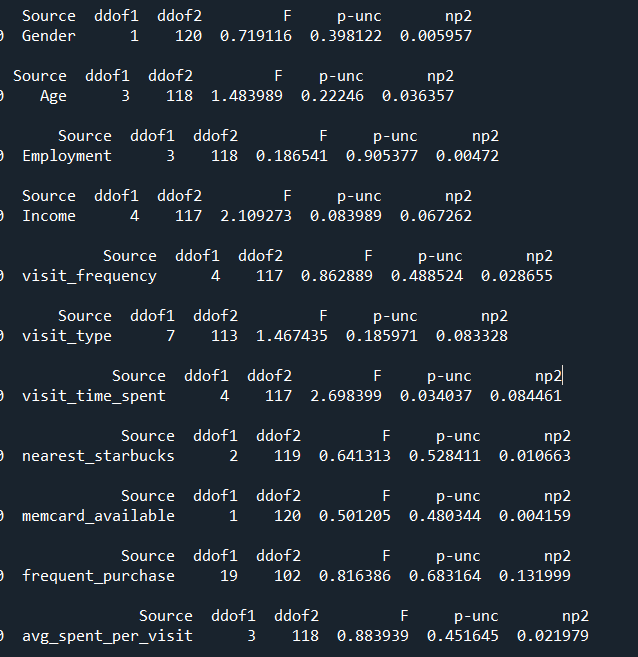 Source ddof1 ddof2 F p-unc np2
0 Gender 1 120 0.719116 0.398122 0.005957
Source ddof1 ddof2 F p-unc np2
0 Age 3 118 1.483989 0.22246 0.036357
Source ddof1 ddof2 F p-unc np2
0 Employment 3 118 0.186541 0.905377 0.00472
Source ddof1 ddof2 F p-unc np2
0 Income 4 117 2.109273 0.083989 0.067262
Source ddof1 ddof2 F p-unc np2
0 visit_frequency 4 117 0.862889 0.488524 0.028655
Source ddof1 ddof2 F p-unc np2
0 visit_type 7 113 1.467435 0.185971 0.083328
Source ddof1 ddof2 F p-unc np2
0 visit_time_spent 4 117 2.698399 0.034037 0.084461
Source ddof1 ddof2 F p-unc np2
0 nearest_starbucks 2 119 0.641313 0.528411 0.010663
Source ddof1 ddof2 F p-unc np2
0 memcard_available 1 120 0.501205 0.480344 0.004159
Source ddof1 ddof2 F p-unc np2
0 frequent_purchase 19 102 0.816386 0.683164 0.131999
Source ddof1 ddof2 F p-unc np2
0 avg_spent_per_visit 3 118 0.883939 0.451645 0.021979